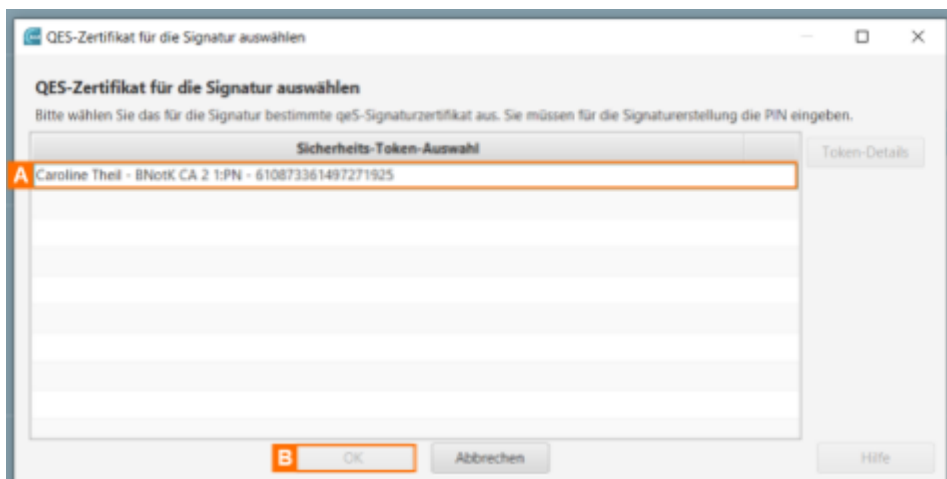 QES-Zertifikat für die Signatur auswählen
QES-Zertifikat für die Signatur auswählen
Bitte wählen Sie das für die Signatur bestimmte qeS-Signaturzertifikat aus. Sie müssen für die Signaturerstellung die PIN eingeben.
Sicherheits-Token-Auswahl
Token-Details
A Caroline Theil - BNotK CA 2 1:PN - 610873361497271925
B OK Abbrechen Hilfe